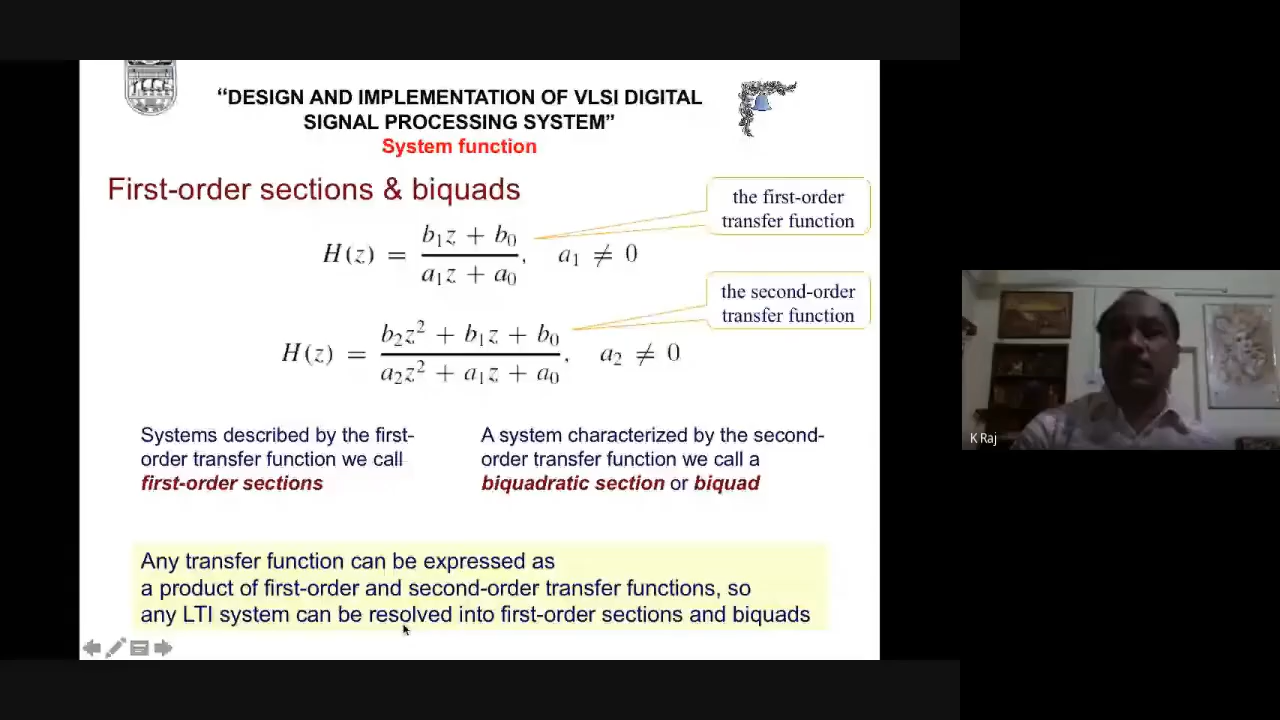 “DESIGN AND IMPLEMENTATION OF VLSI DIGITAL
SIGNAL PROCESSING SYSTEM”
System function
First-order sections & biquads
the first-order
transfer function
H(z) = (b₁z + b₀) / (a₁z + a₀), a₁ ≠ 0
the second-order
transfer function
H(z) = (b₂z² + b₁z + b₀) / (a₂z² + a₁z + a₀), a₂ ≠ 0
Systems described by the first-
order transfer function we call
first-order sections
A system characterized by the second-
order transfer function we call a
biquadratic section or biquad
Any transfer function can be expressed as
a product of first-order and second-order transfer functions, so
any LTI system can be resolved into first-order sections and biquads
K Raj